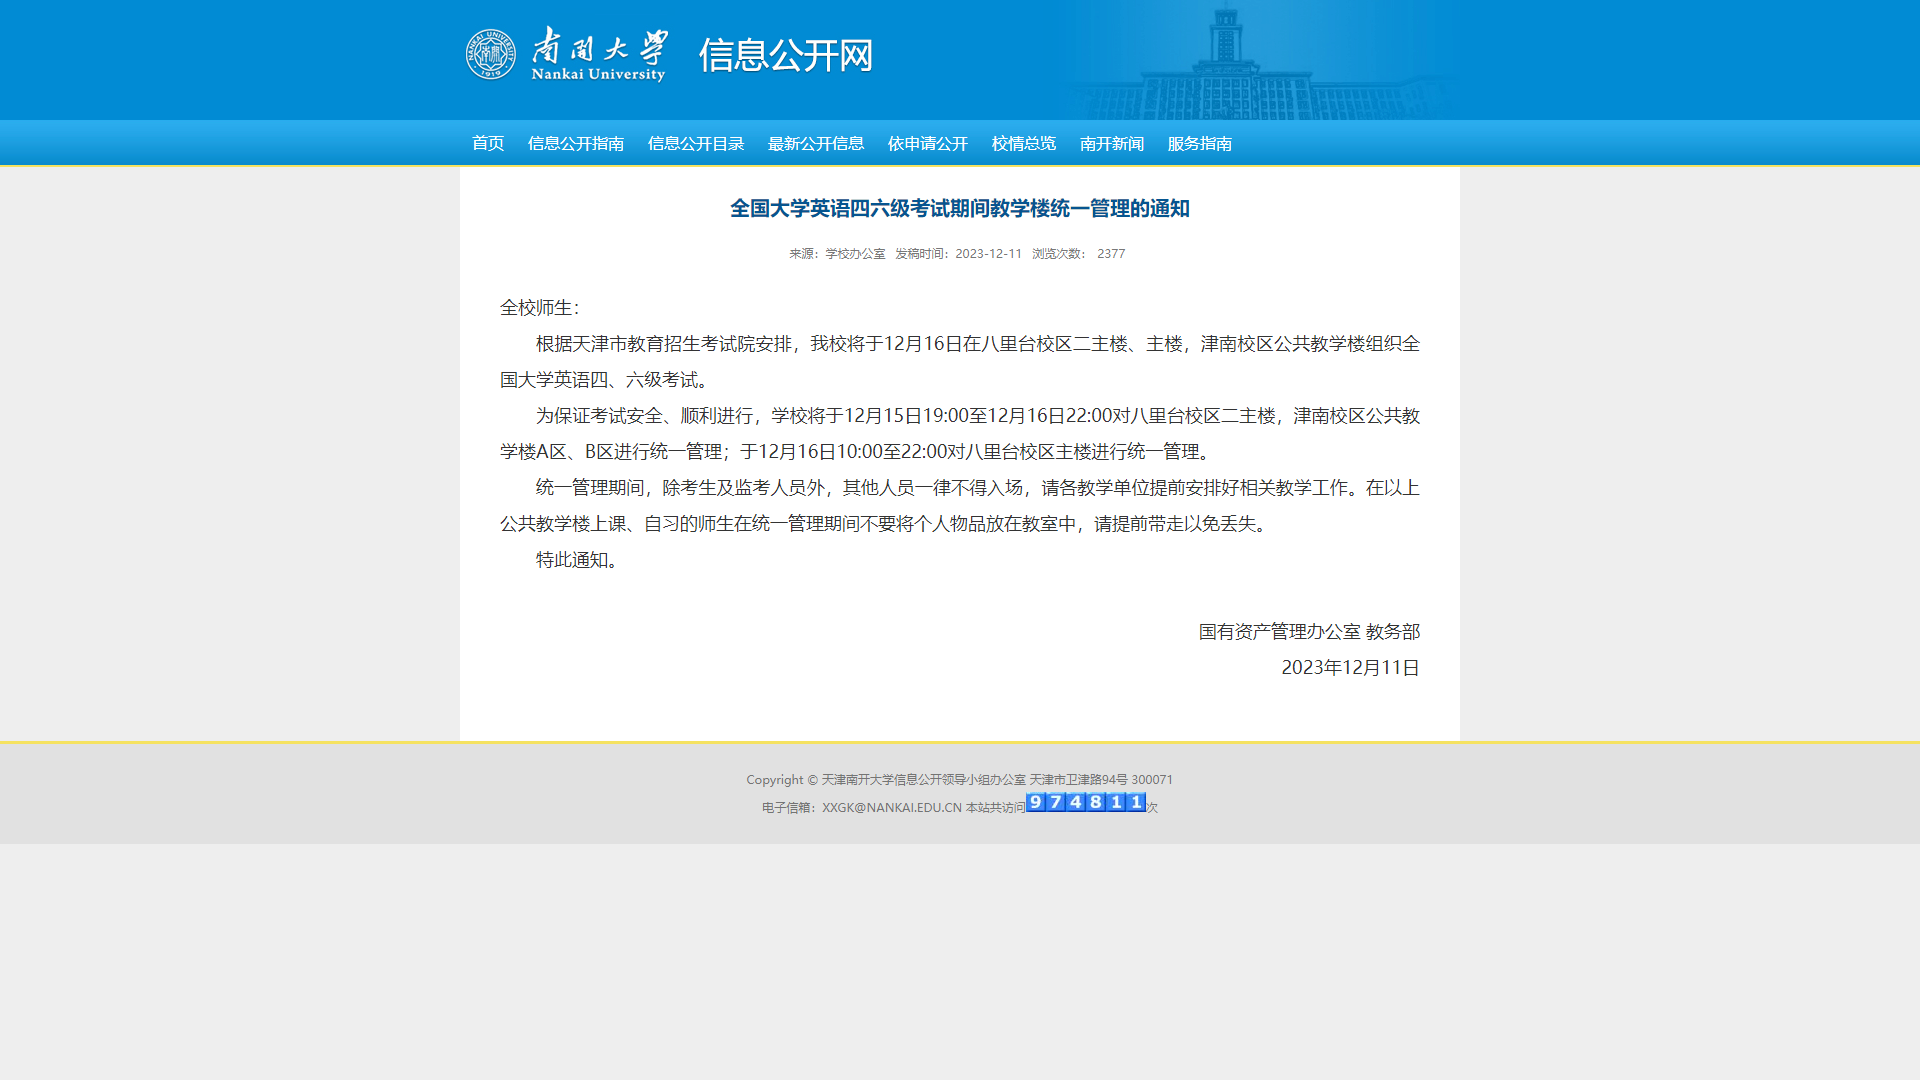 NANKAI UNIVERSITY
1919
南開大學
Nankai University
信息公开网
首页 信息公开指南 信息公开目录 最新公开信息 依申请公开 校情总览 南开新闻 服务指南
全国大学英语四六级考试期间教学楼统一管理的通知
来源：学校办公室 发稿时间：2023-12-11 浏览次数： 2377
全校师生：
根据天津市教育招生考试院安排，我校将于12月16日在八里台校区二主楼、主楼，津南校区公共教学楼组织全
国大学英语四、六级考试。
为保证考试安全、顺利进行，学校将于12月15日19:00至12月16日22:00对八里台校区二主楼，津南校区公共教
学楼A区、B区进行统一管理；于12月16日10:00至22:00对八里台校区主楼进行统一管理。
统一管理期间，除考生及监考人员外，其他人员一律不得入场，请各教学单位提前安排好相关教学工作。在以上
公共教学楼上课、自习的师生在统一管理期间不要将个人物品放在教室中，请提前带走以免丢失。
特此通知。
国有资产管理办公室 教务部
2023年12月11日
Copyright © 天津南开大学信息公开领导小组办公室 天津市卫津路94号 300071
电子信箱：XXGK@NANKAI.EDU.CN 本站共访问974811次